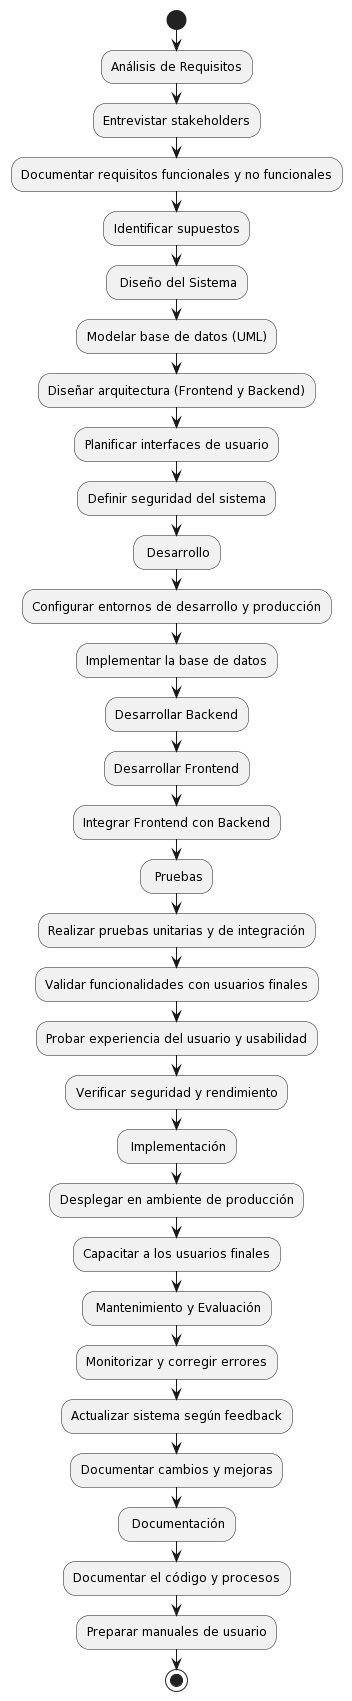 Análisis de Requisitos
Entrevistar stakeholders
Documentar requisitos funcionales y no funcionales
Identificar supuestos
Diseño del Sistema
Modelar base de datos (UML)
Diseñar arquitectura (Frontend y Backend)
Planificar interfaces de usuario
Definir seguridad del sistema
Desarrollo
Configurar entornos de desarrollo y producción
Implementar la base de datos
Desarrollar Backend
Desarrollar Frontend
Integrar Frontend con Backend
Pruebas
Realizar pruebas unitarias y de integración
Validar funcionalidades con usuarios finales
Probar experiencia del usuario y usabilidad
Verificar seguridad y rendimiento
Implementación
Desplegar en ambiente de producción
Capacitar a los usuarios finales
Mantenimiento y Evaluación
Monitorizar y corregir errores
Actualizar sistema según feedback
Documentar cambios y mejoras
Documentación
Documentar el código y procesos
Preparar manuales de usuario